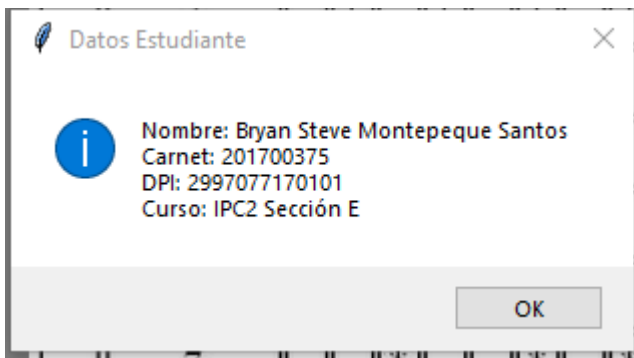 Datos Estudiante
Nombre: Bryan Steve Montepeque Santos
Carnet: 201700375
DPI: 2997077170101
Curso: IPC2 Sección E
OK